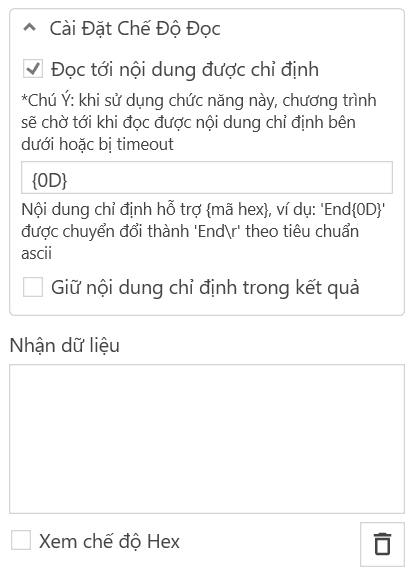 Cài Đặt Chế Độ Đọc
Đọc tới nội dung được chỉ định
*Chú Ý: khi sử dụng chức năng này, chương trình
sẽ chờ tới khi đọc được nội dung chỉ định bên
dưới hoặc bị timeout
{0D}
Nội dung chỉ định hỗ trợ {mã hex}, ví dụ: 'End{0D}'
được chuyển đổi thành 'End\r' theo tiêu chuẩn
ascii
Giữ nội dung chỉ định trong kết quả
Nhận dữ liệu
Xem chế độ Hex